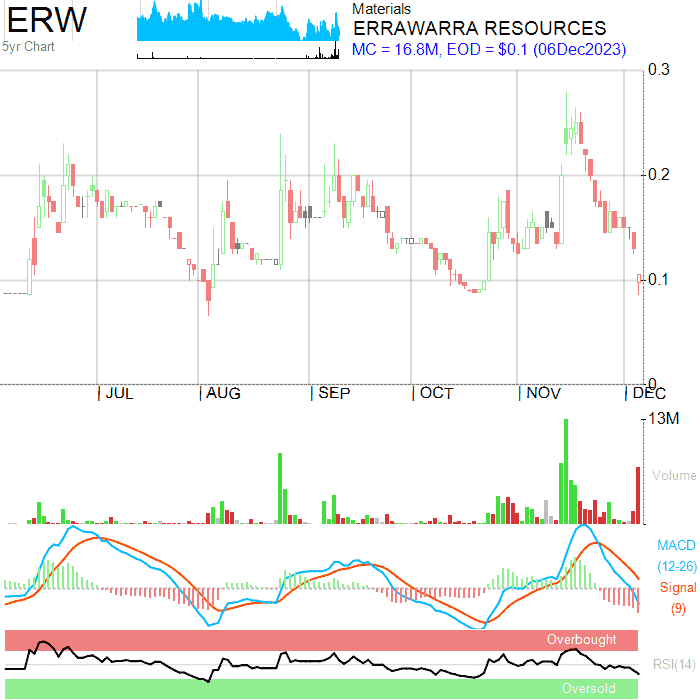 ERW
5yr Chart
Materials
ERRAWARRA RESOURCES
MC = 16.8M, EOD = $0.1 (06Dec2023)
0.3
0.2
0.1
0
| JUL | AUG | SEP | OCT | NOV | DEC
13M
Volume
MACD
(12-26)
Signal
(9)
Overbought
RSI(14)
Oversold